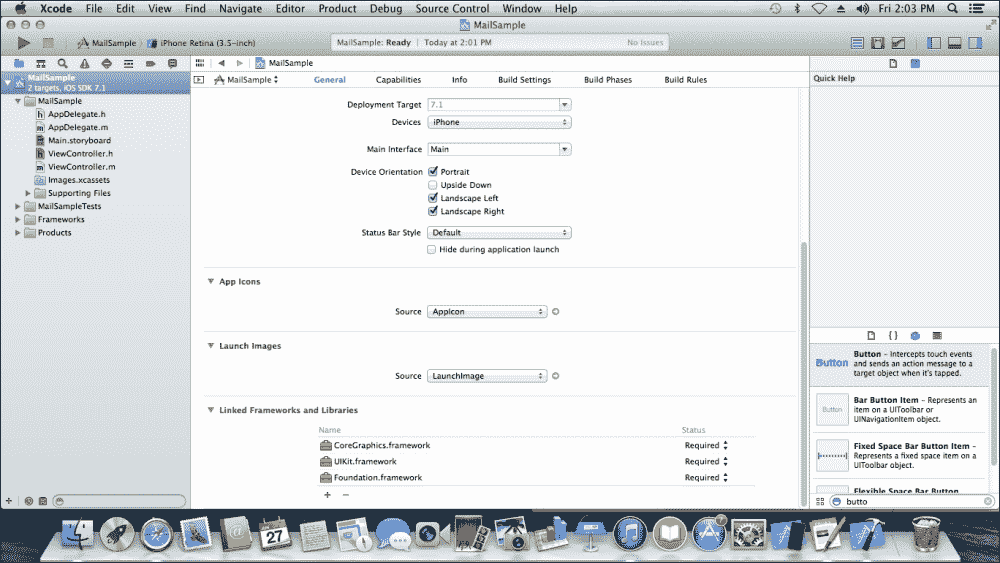 Xcode File Edit View Find Navigate Editor Product Debug Source Control Window Help Fri 2:03 PM
MailSample
MailSample iPhone Retina (3.5-inch) MailSample: Ready Today at 2:01 PM No Issues
MailSample
Quick Help
MailSample
2 targets, iOS SDK 7.1
MailSample
AppDelegate.h
AppDelegate.m
Main.storyboard
ViewController.h
ViewController.m
Images.xcassets
Supporting Files
MailSampleTests
Frameworks
Products
MailSample General Capabilities Info Build Settings Build Phases Build Rules
Deployment Target 7.1
Devices iPhone
Main Interface Main
Device Orientation Portrait
Upside Down
Landscape Left
Landscape Right
Status Bar Style Default
Hide during application launch
App Icons
Source AppIcon
Launch Images
Source LaunchImage
Linked Frameworks and Libraries
Name Status
CoreGraphics.framework Required
UIKit.framework Required
Foundation.framework Required
+ −
{ }
Button Button – Intercepts touch events
and sends an action message to a
target object when it's tapped.
Button Bar Button Item – Represents an
item on a UIToolbar or
UINavigationItem object.
Fixed Space Bar Button Item –
Represents a fixed space item on a
UIToolbar object.
Flexible Space Bar Button
butto
27